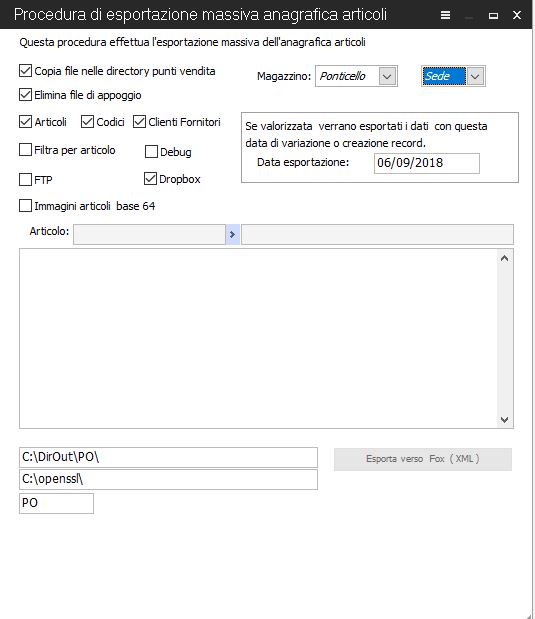 Procedura di esportazione massiva anagrafica articoli
Questa procedura effettua l'esportazione massiva dell'anagrafica articoli
Copia file nelle directory punti vendita
Magazzino: Ponticello Sede
Elimina file di appoggio
Articoli Codici Clienti Fornitori
Se valorizzata verrano esportati i dati con questa
data di variazione o creazione record.
Data esportazione: 06/09/2018
Filtra per articolo Debug
FTP Dropbox
Immagini articoli base 64
Articolo:
C:\DirOut\PO\
Esporta verso Fox (XML)
C:\openssl\
PO